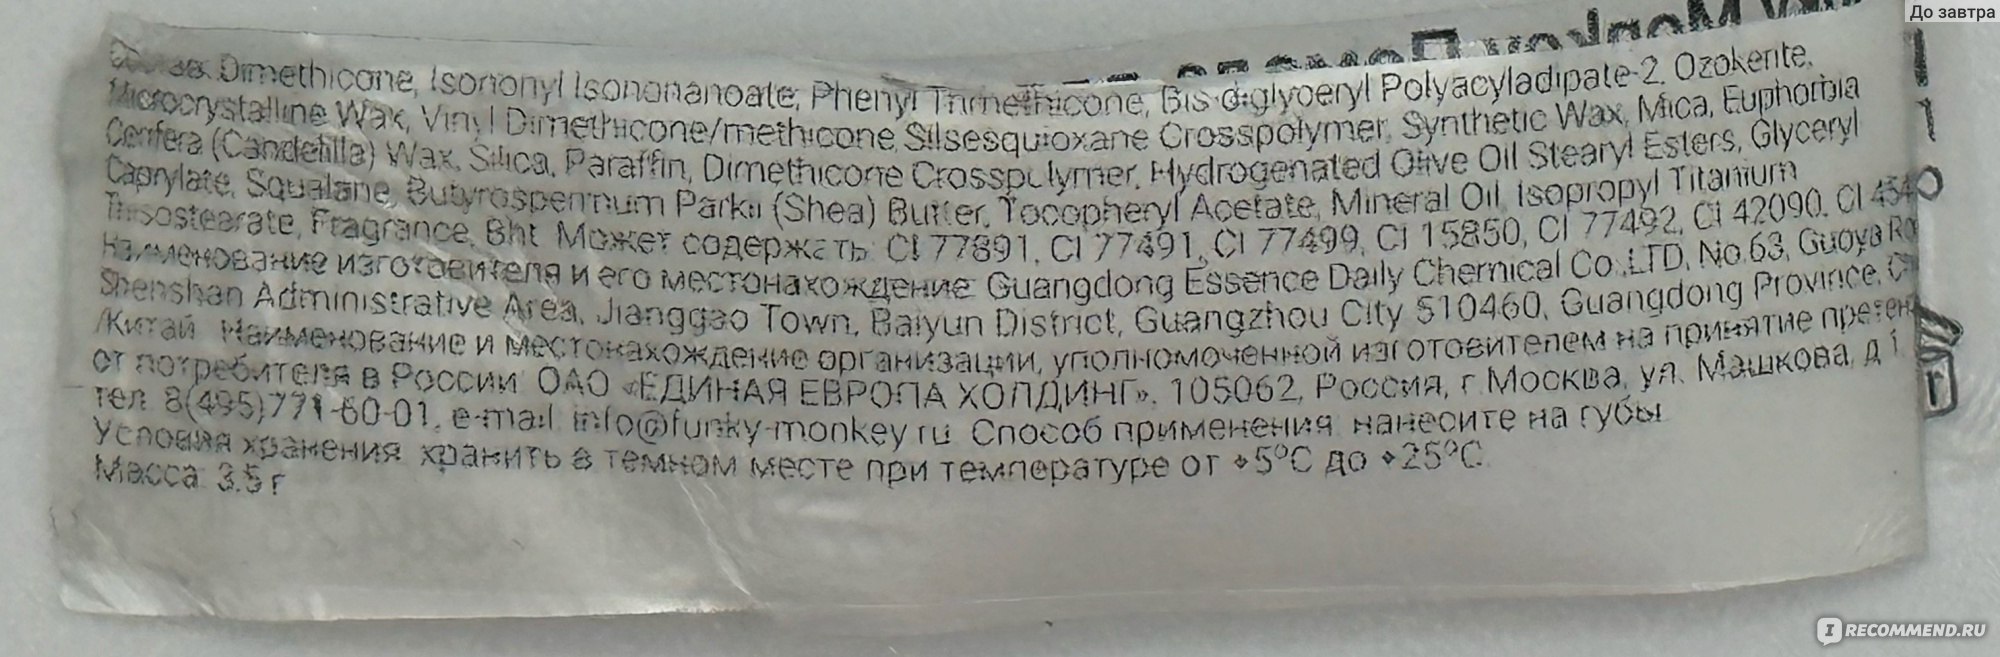 До завтра
Состав: Dimethicone, Isononyl Isononanoate, Phenyl Trimethicone, Bis-diglyceryl Polyacyladipate-2, Ozokerite,
Microcrystalline Wax, Vinyl Dimethicone/methicone Silsesquioxane Crosspolymer, Synthetic Wax, Mica, Euphorbia
Cerifera (Candelilla) Wax, Silica, Paraffin, Dimethicone Crosspolymer, Hydrogenated Olive Oil Stearyl Esters, Glyceryl
Caprylate, Squalane, Butyrospermum Parkii (Shea) Butter, Tocopheryl Acetate, Mineral Oil, Isopropyl Titanium
Triisostearate, Fragrance, Bht. Может содержать: CI 77891, CI 77491, CI 77499, CI 15850, CI 77492, CI 42090, CI 4541
Наименование изготовителя и его местонахождение: Guangdong Essence Daily Chemical Co.,LTD, No.63, Guoya
Shenshan Administrative Area, Jianggao Town, Baiyun District, Guangzhou City 510460, Guangdong Province,
/Китай. Наименование и местонахождение организации, уполномоченной изготовителем на принятие претен
от потребителя в России: ОАО «ЕДИНАЯ ЕВРОПА ХОЛДИНГ», 105062, Россия, г. Москва, ул. Машкова, д 1
тел. 8(495)771-60-01, e-mail: info@funky-monkey.ru. Способ применения: нанесите на губы.
Условия хранения: хранить в темном месте при температуре от +5°C до +25°C.
Масса: 3.5 г
IRECOMMEND.RU